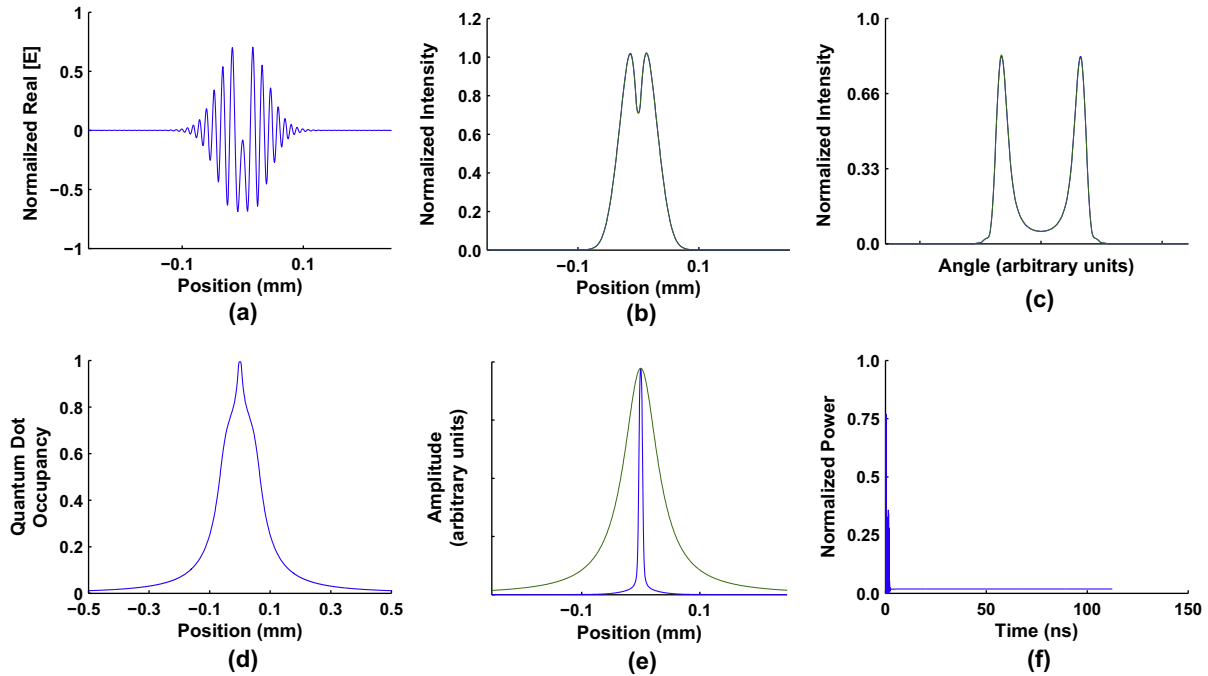 1
0.5
0
−0.5
−1
Normailzed Real [E]
−0.1
0.1
Position (mm)
(a)
1.2
1.0
0.8
0.6
0.4
0.2
0.0
Normalized Intensity
−0.1
0.1
Position (mm)
(b)
1.0
0.66
0.33
0.0
Normalized Intensity
Angle (arbitrary units)
(c)
1
0.8
0.6
0.4
0.2
0
Quantum Dot
Occupancy
−0.5
−0.3
−0.1
0.1
0.3
0.5
Position (mm)
(d)
Amplitude
(arbitrary units)
−0.1
0.1
Position (mm)
(e)
1.0
0.75
0.50
0.25
0.0
Normalized Power
0
50
100
150
Time (ns)
(f)